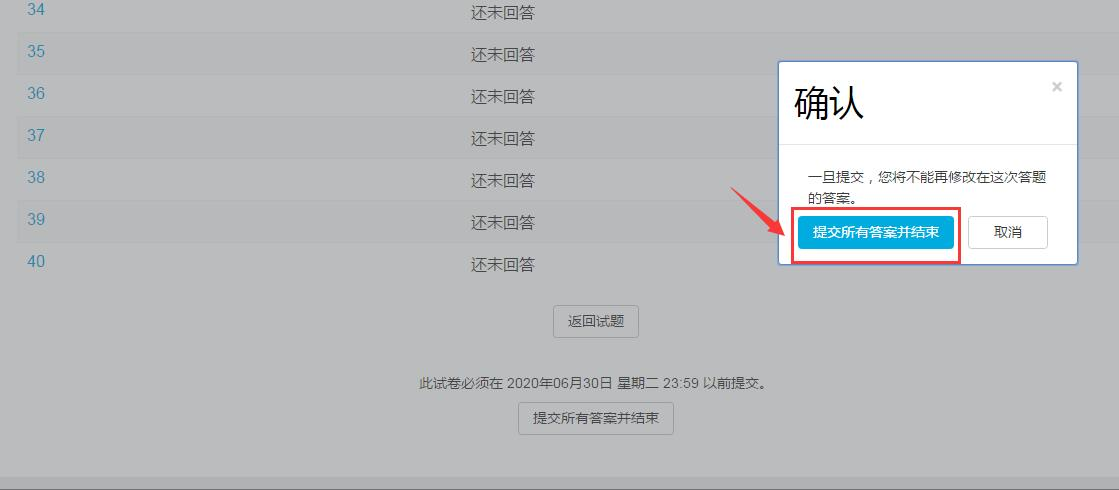 34 还未回答
35 还未回答
36 还未回答
37 还未回答
38 还未回答
39 还未回答
40 还未回答
返回试题
此试卷必须在 2020年06月30日 星期二 23:59 以前提交。
提交所有答案并结束
确认 ×
一旦提交，您将不能再修改在这次答题
的答案。
提交所有答案并结束 取消